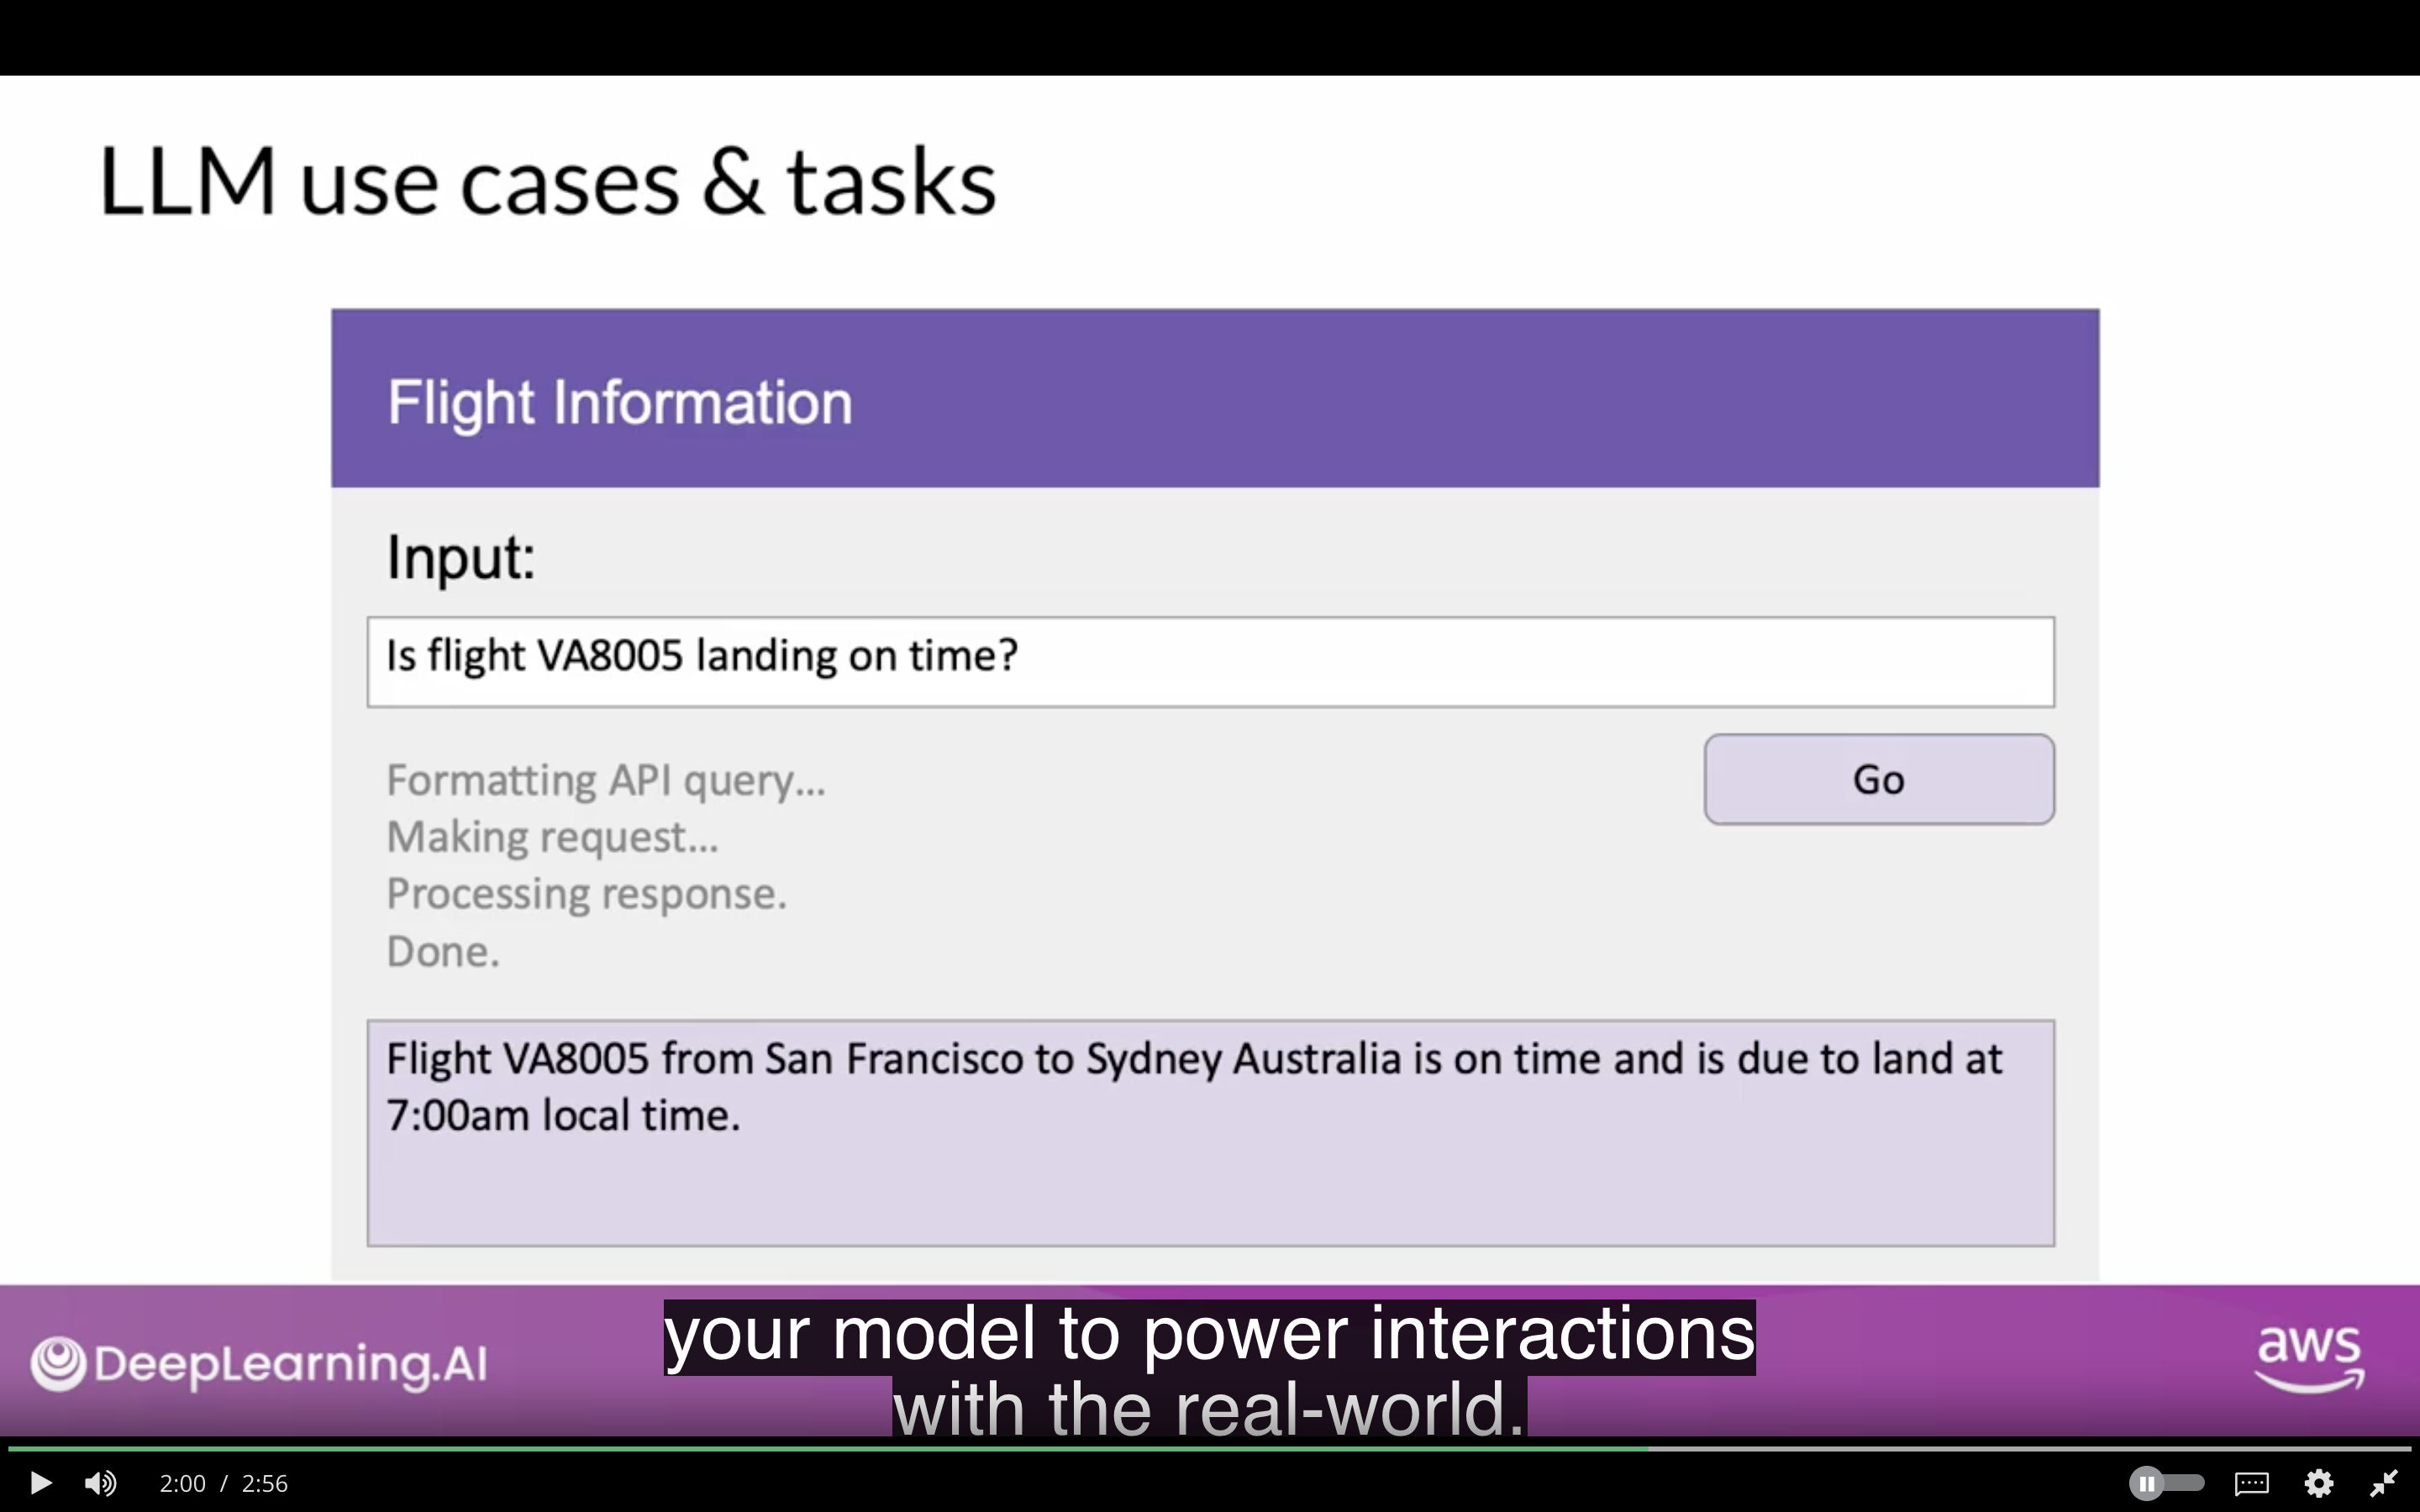 LLM use cases & tasks
Flight Information
Input:
Is flight VA8005 landing on time?
Formatting API query...
Go
Making request...
Processing response.
Done.
Flight VA8005 from San Francisco to Sydney Australia is on time and is due to land at
7:00am local time.
your model to power interactions
with the real-world.
DeepLearning.AI
aws
2:00 / 2:56